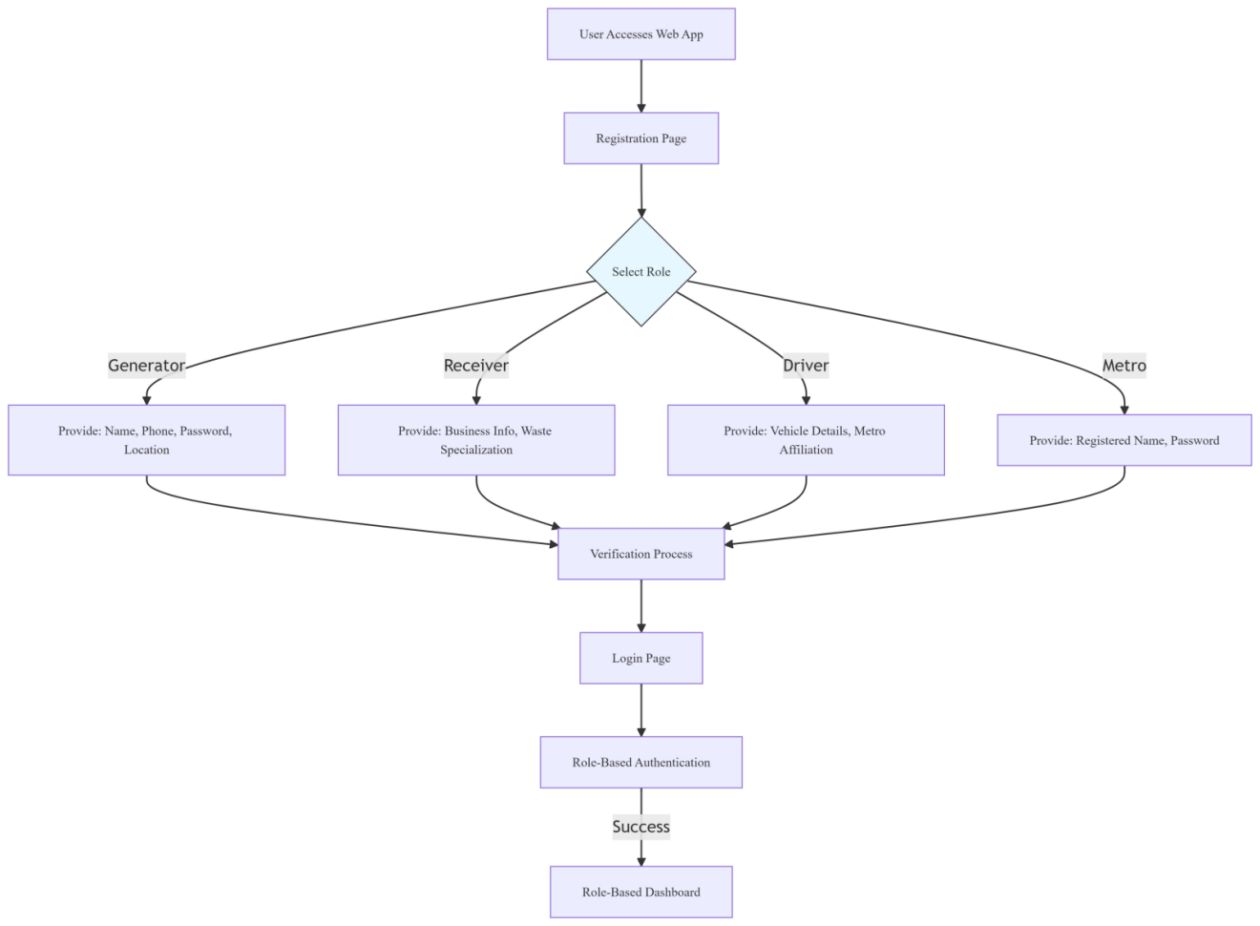 User Accesses Web App
Registration Page
Select Role
Generator
Receiver
Driver
Metro
Provide: Name, Phone, Password,
Location
Provide: Business Info, Waste
Specialization
Provide: Vehicle Details, Metro
Affiliation
Provide: Registered Name, Password
Verification Process
Login Page
Role-Based Authentication
Success
Role-Based Dashboard